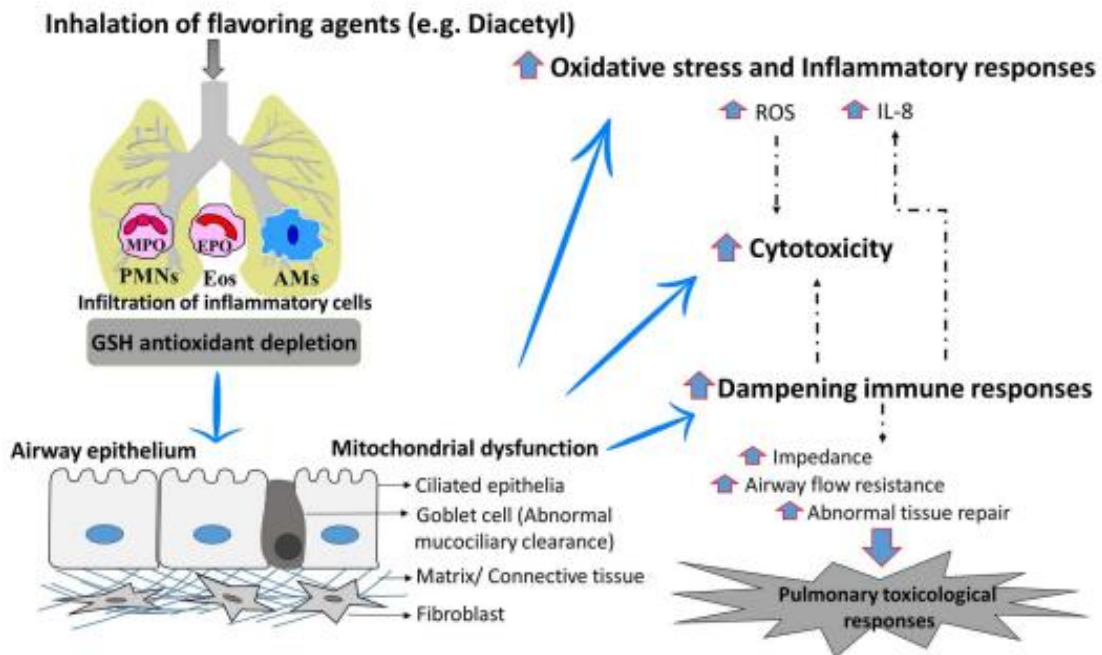 Inhalation of flavoring agents (e.g. Diacetyl)
MPO
EPO
PMNs
Eos
AMs
Infiltration of inflammatory cells
GSH antioxidant depletion
Airway epithelium
Mitochondrial dysfunction
Ciliated epithelia
Goblet cell (Abnormal
mucociliary clearance)
Matrix/ Connective tissue
Fibroblast
Oxidative stress and Inflammatory responses
ROS
IL-8
Cytotoxicity
Dampening immune responses
Impedance
Airway flow resistance
Abnormal tissue repair
Pulmonary toxicological
responses